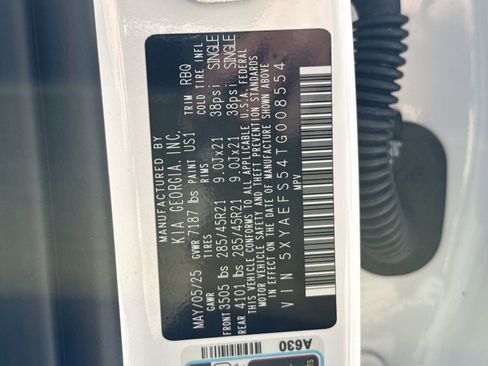 MANUFACTURED BY
KIA GEORGIA, INC.
MAY/05/25 GVWR 7187 lbs PAINT US1 TRIM RBQ
GAWR TIRES RIMS COLD TIRE INFL
FRONT 3505 lbs 285/45R21 9.0Jx21 38psi SINGLE
REAR 4101 lbs 285/45R21 9.0Jx21 38psi SINGLE
THIS VEHICLE CONFORMS TO ALL APPLICABLE U.S.A. FEDERAL
MOTOR VEHICLE SAFETY AND BUMPER STANDARDS
IN EFFECT ON THE DATE OF MANUFACTURE SHOWN ABOVE
VIN 5XYAEFS54TG008554
MPV
A630